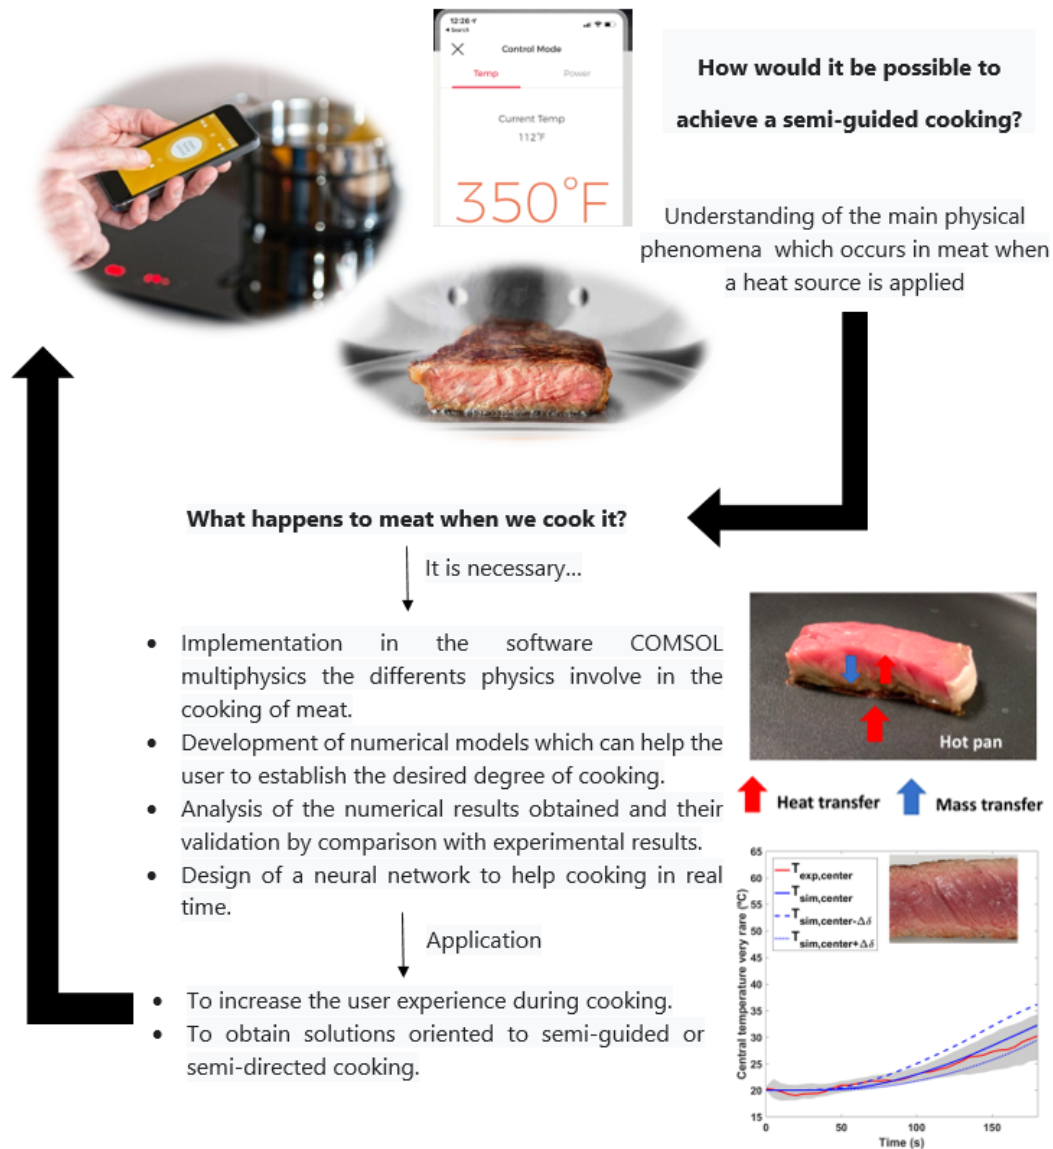 12:26
Search
Control Mode
Temp
Power
Current Temp
112°F
350°F
How would it be possible to
achieve a semi-guided cooking?
Understanding of the main physical
phenomena which occurs in meat when
a heat source is applied
What happens to meat when we cook it?
It is necessary...
• Implementation in the software COMSOL
multiphysics the differents physics involve in the
cooking of meat.
• Development of numerical models which can help the
user to establish the desired degree of cooking.
• Analysis of the numerical results obtained and their
validation by comparison with experimental results.
• Design of a neural network to help cooking in real
time.
Application
• To increase the user experience during cooking.
• To obtain solutions oriented to semi-guided or
semi-directed cooking.
Hot pan
Heat transfer
Mass transfer
Central temperature very rare (ºC)
65
60
55
50
45
40
35
30
25
20
15
T exp,center
T sim,center
T sim,center-Δδ
T sim,center+Δδ
0
50
100
150
Time (s)